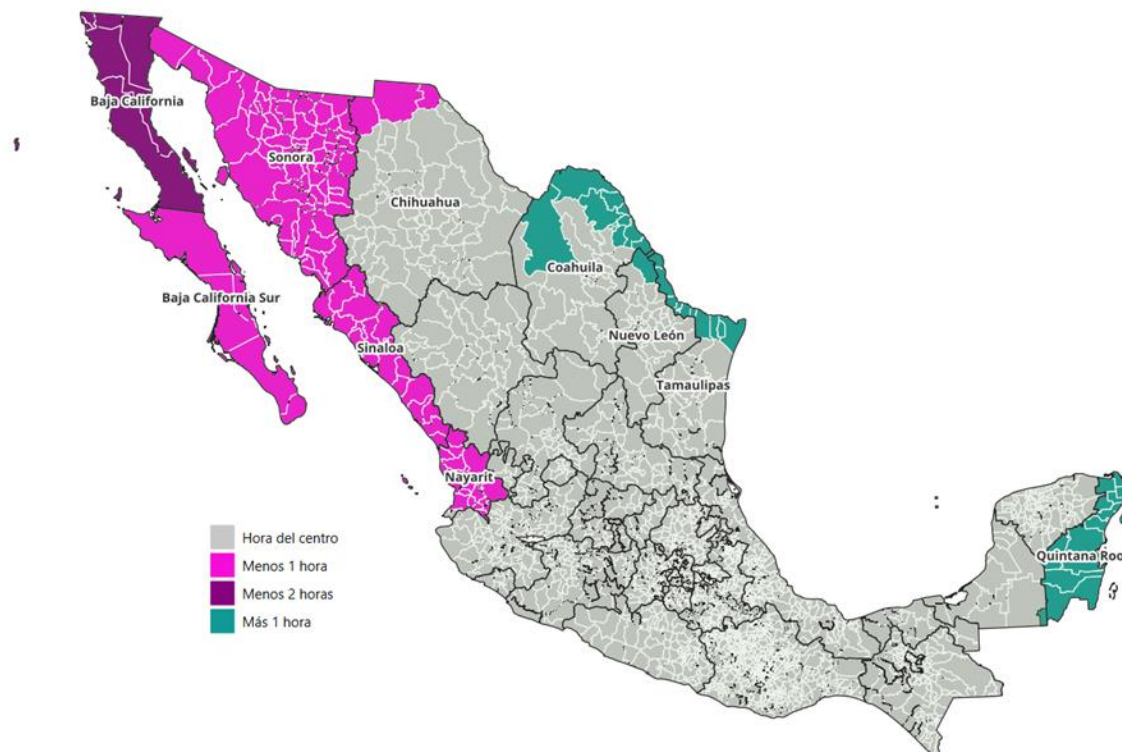 Baja California
Sonora
Chihuahua
Coahuila
Baja California Sur
Nuevo León
Sinaloa
Tamaulipas
Nayarit
Hora del centro
Menos 1 hora
Menos 2 horas
Más 1 hora
Quintana Roo